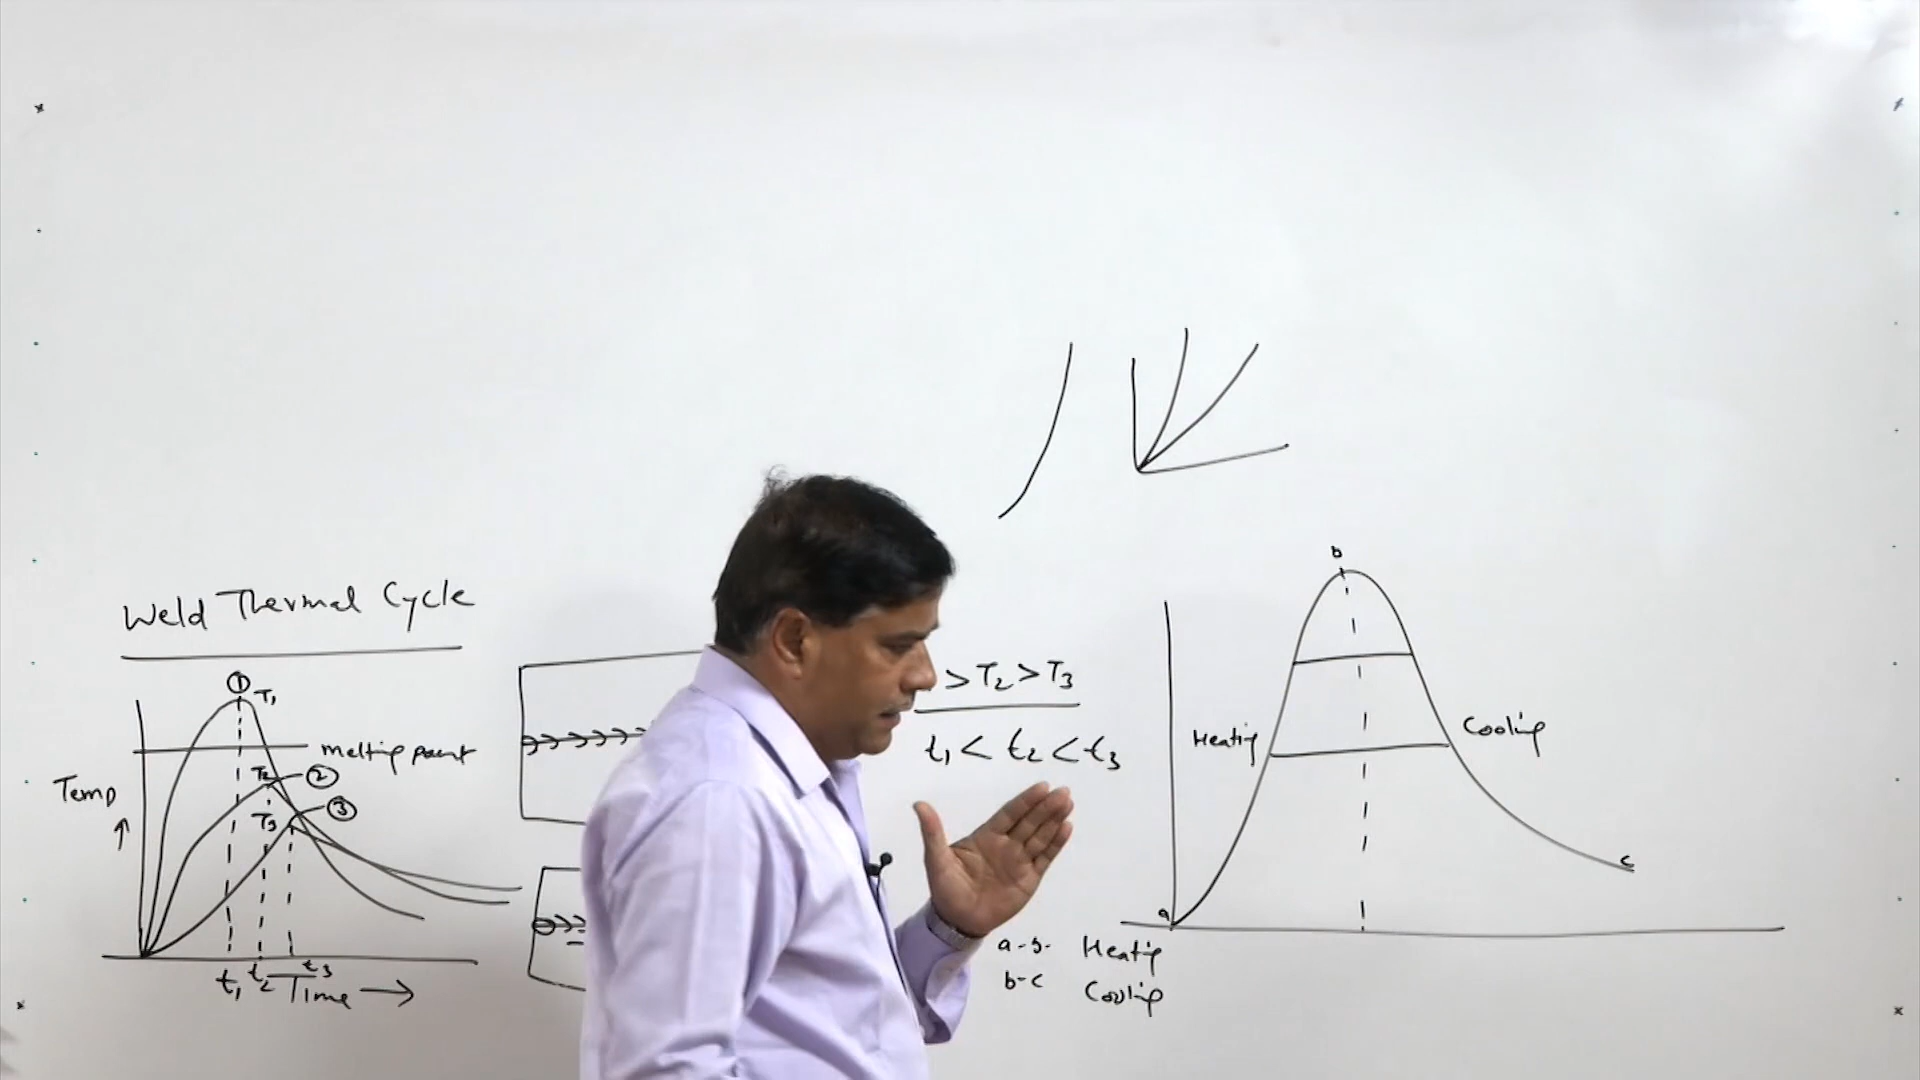 Weld Thermal Cycle
① T₁
melting point
Temp ↑
T₂ ②
T₃ ③
t₁ t₂ t₃
Time →
> T₂ > T₃
t₁ < t₂ < t₃
a-b- Heating
b-c Cooling
b
Heating
Cooling
a
c